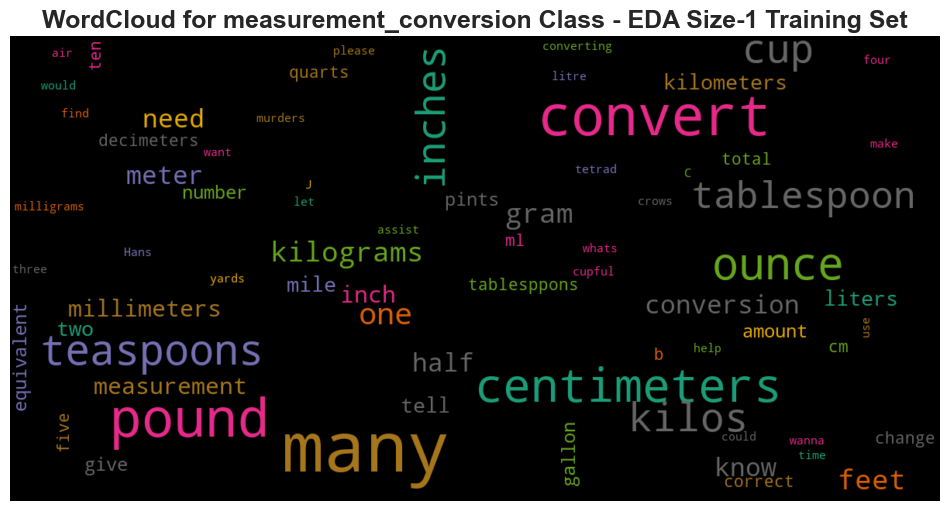 WordCloud for measurement_conversion Class - EDA Size-1 Training Set
air
ten
please
converting
cup
four
would
quarts
inches
litre
kilometers
find
need
murders
convert
decimeters
want
total
make
meter
number
J
let
pints
gram
tetrad
C
crows
tablespoon
milligrams
assist
ml
whats
Hans
kilograms
cupful
ounce
three
yards
mile
inch
tablesppons
conversion
liters
millimeters
one
equivalent
two
teaspoons
half
amount
use
b
help
cm
measurement
centimeters
tell
kilos
pound
many
five
give
gallon
could
wanna
time
change
know
correct
feet